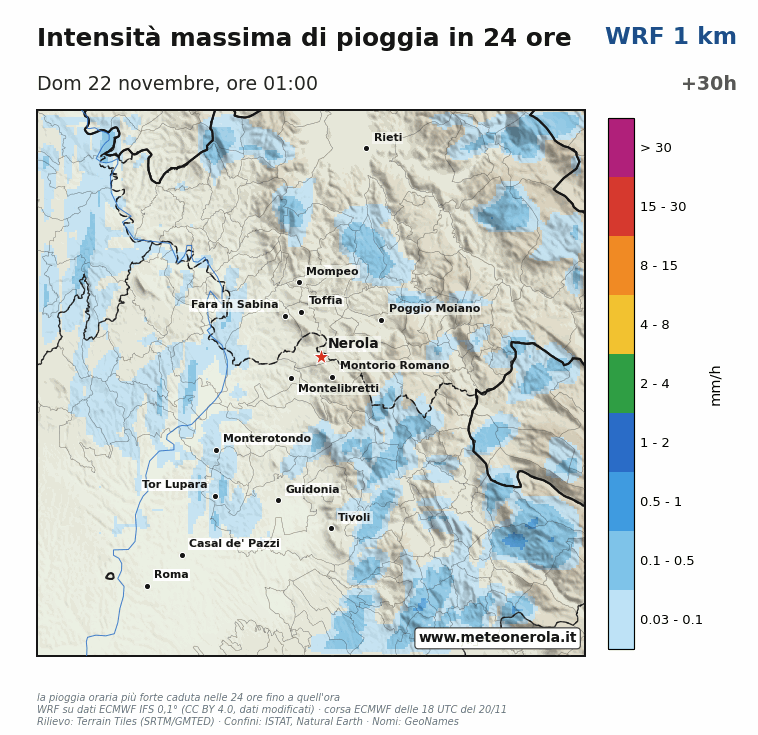 Intensità massima di pioggia in 24 ore
WRF 1 km
Dom 22 novembre, ore 01:00
+30h
Rieti
Mompeo
Fara in Sabina
Toffia
Poggio Moiano
Nerola
Montorio Romano
Montelibretti
Monterotondo
Tor Lupara
Guidonia
Tivoli
Casal de' Pazzi
Roma
www.meteonerola.it
> 30
15 - 30
8 - 15
4 - 8
2 - 4
1 - 2
0.5 - 1
0.1 - 0.5
0.03 - 0.1
mm/h
la pioggia oraria più forte caduta nelle 24 ore fino a quell'ora
WRF su dati ECMWF IFS 0,1° (CC BY 4.0, dati modificati) · corsa ECMWF delle 18 UTC del 20/11
Rilievo: Terrain Tiles (SRTM/GMTED) · Confini: ISTAT, Natural Earth · Nomi: GeoNames